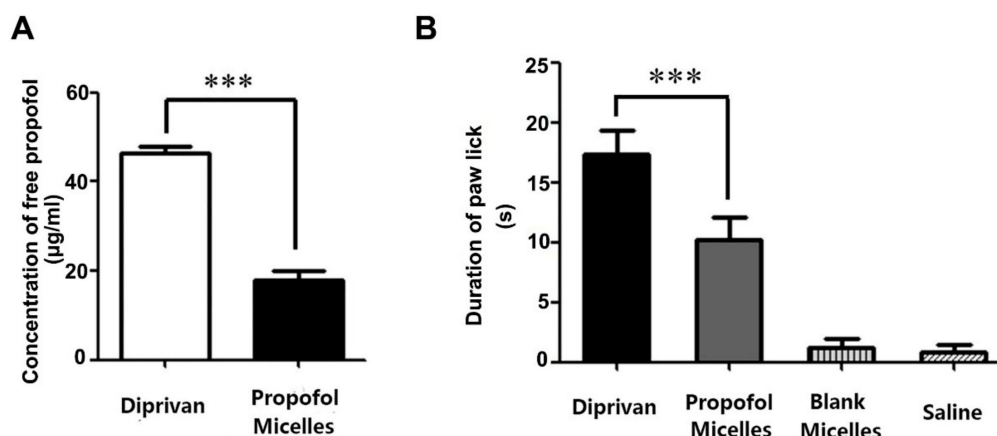 A
Concentration of free propofol
(μg/ml)
60
40
20
0
***
Diprivan
Propofol
Micelles
B
Duration of paw lick
(s)
25
20
15
10
5
0
***
Diprivan
Propofol
Micelles
Blank
Micelles
Saline